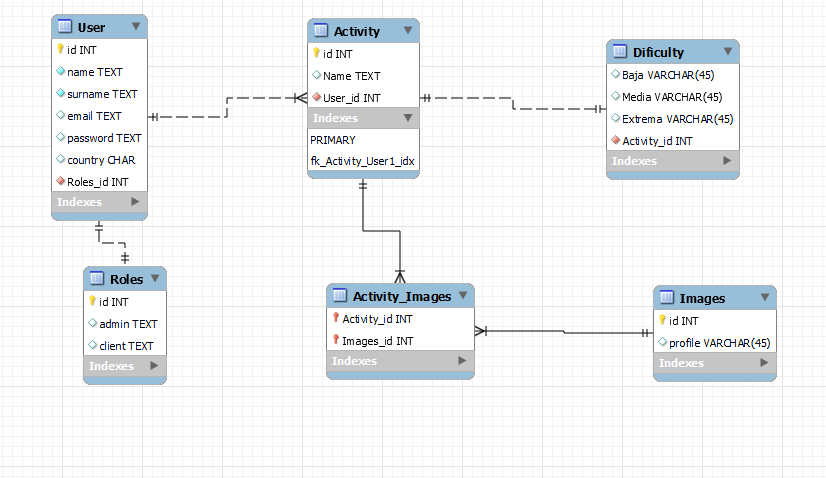 User
id INT
name TEXT
surname TEXT
email TEXT
password TEXT
country CHAR
Roles_id INT
Indexes
Activity
id INT
Name TEXT
User_id INT
Indexes
PRIMARY
fk_Activity_User1_idx
Dificulty
Baja VARCHAR(45)
Media VARCHAR(45)
Extrema VARCHAR(45)
Activity_id INT
Indexes
Roles
id INT
admin TEXT
client TEXT
Indexes
Activity_Images
Activity_id INT
Images_id INT
Indexes
Images
id INT
profile VARCHAR(45)
Indexes